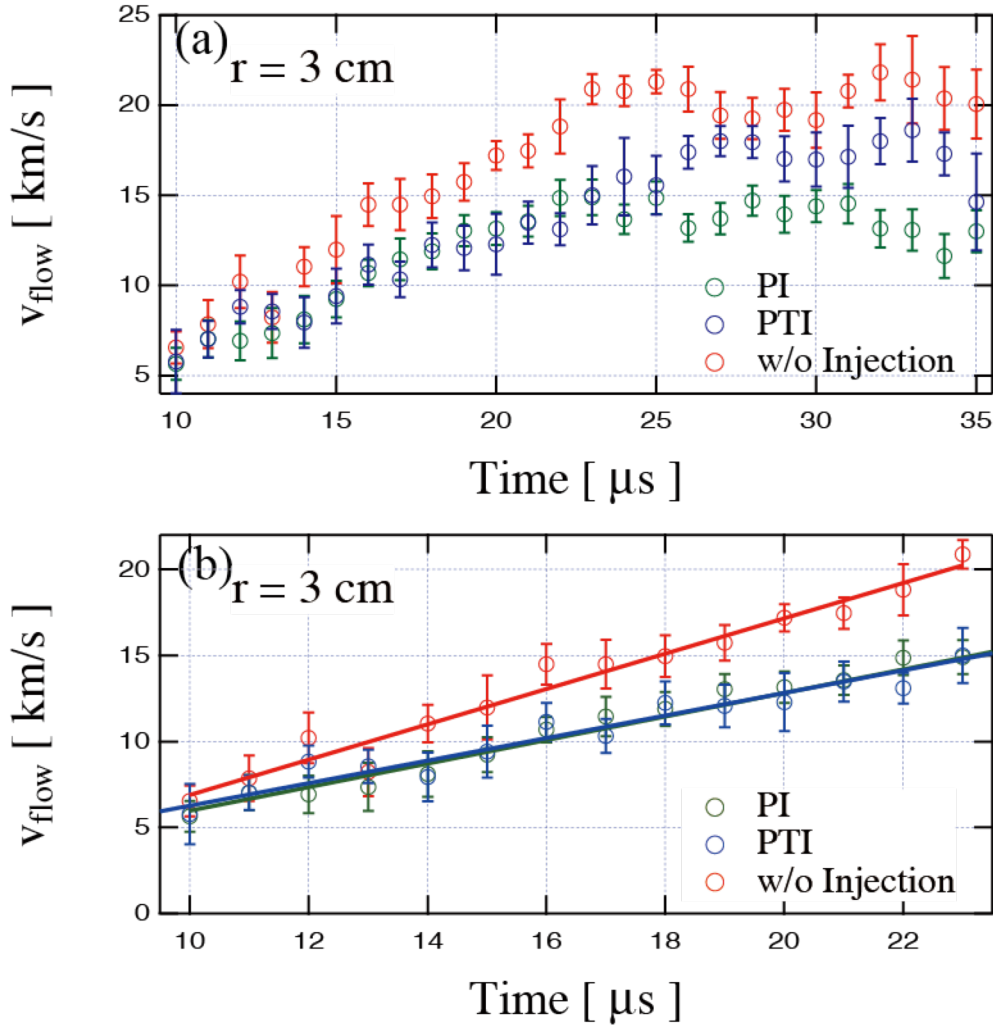 (a)
r = 3 cm
25
20
15
10
5
v_flow [ km/s ]
PI
PTI
w/o Injection
10 15 20 25 30 35
Time [ μs ]
(b)
r = 3 cm
20
15
10
5
0
v_flow [ km/s ]
PI
PTI
w/o Injection
10 12 14 16 18 20 22
Time [ μs ]